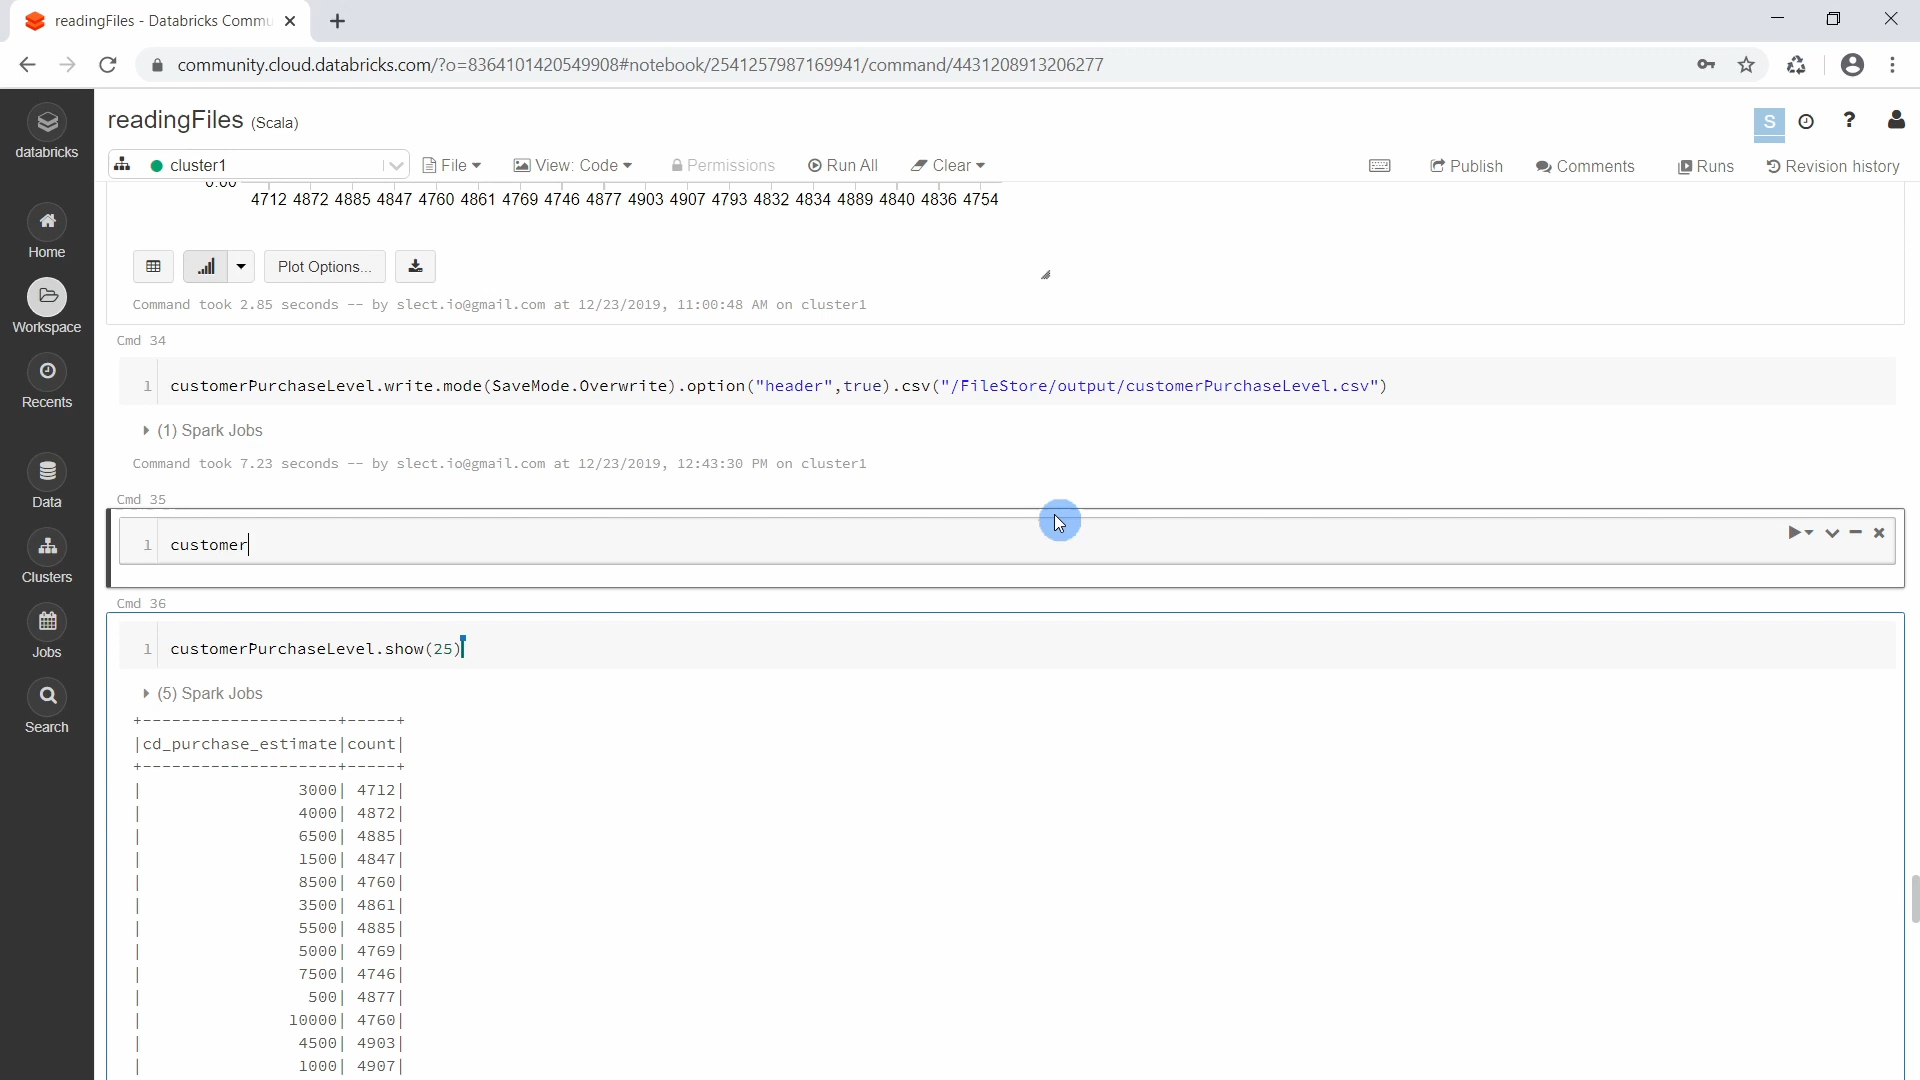 readingFiles - Databricks Commu
community.cloud.databricks.com/?o=8364101420549908#notebook/2541257987169941/command/4431208913206277
databricks
Home
Workspace
Recents
Data
Clusters
Jobs
Search
readingFiles (Scala)
S
?
cluster1 File View: Code Permissions Run All Clear Publish Comments Runs Revision history
0.00
4712 4872 4885 4847 4760 4861 4769 4746 4877 4903 4907 4793 4832 4834 4889 4840 4836 4754
Plot Options...
Command took 2.85 seconds -- by slect.io@gmail.com at 12/23/2019, 11:00:48 AM on cluster1
Cmd 34
1 customerPurchaseLevel.write.mode(SaveMode.Overwrite).option("header",true).csv("/FileStore/output/customerPurchaseLevel.csv")
(1) Spark Jobs
Command took 7.23 seconds -- by slect.io@gmail.com at 12/23/2019, 12:43:30 PM on cluster1
Cmd 35
1 customer
Cmd 36
1 customerPurchaseLevel.show(25)
(5) Spark Jobs
+--------------------+-----+
|cd_purchase_estimate|count|
+--------------------+-----+
| 3000| 4712|
| 4000| 4872|
| 6500| 4885|
| 1500| 4847|
| 8500| 4760|
| 3500| 4861|
| 5500| 4885|
| 5000| 4769|
| 7500| 4746|
| 500| 4877|
| 10000| 4760|
| 4500| 4903|
| 1000| 4907|